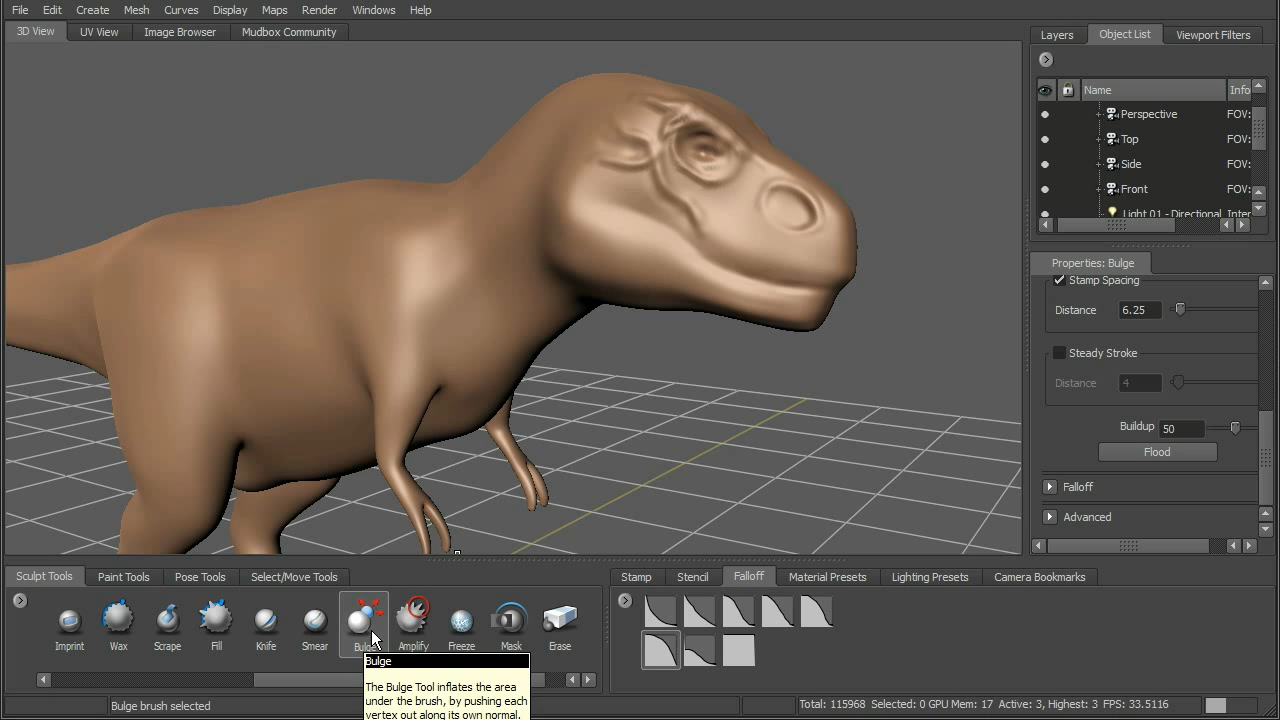 File Edit Create Mesh Curves Display Maps Render Windows Help
3D View UV View Image Browser Mudbox Community
Layers Object List Viewport Filters
Name Info
Perspective FOV:
Top FOV:
Side FOV:
Front FOV:
Light 01 - Directional Inter
Properties: Bulge
Stamp Spacing
Distance 6.25
Steady Stroke
Distance 4
Buildup 50
Flood
Falloff
Advanced
Sculpt Tools Paint Tools Pose Tools Select/Move Tools
Stamp Stencil Falloff Material Presets Lighting Presets Camera Bookmarks
Imprint Wax Scrape Fill Knife Smear Bulge Amplify Freeze Mask Erase
Bulge
The Bulge Tool inflates the area
under the brush, by pushing each
vertex out along its own normal.
Bulge brush selected
Total: 115968 Selected: 0 GPU Mem: 17 Active: 3, Highest: 3 FPS: 33.5116